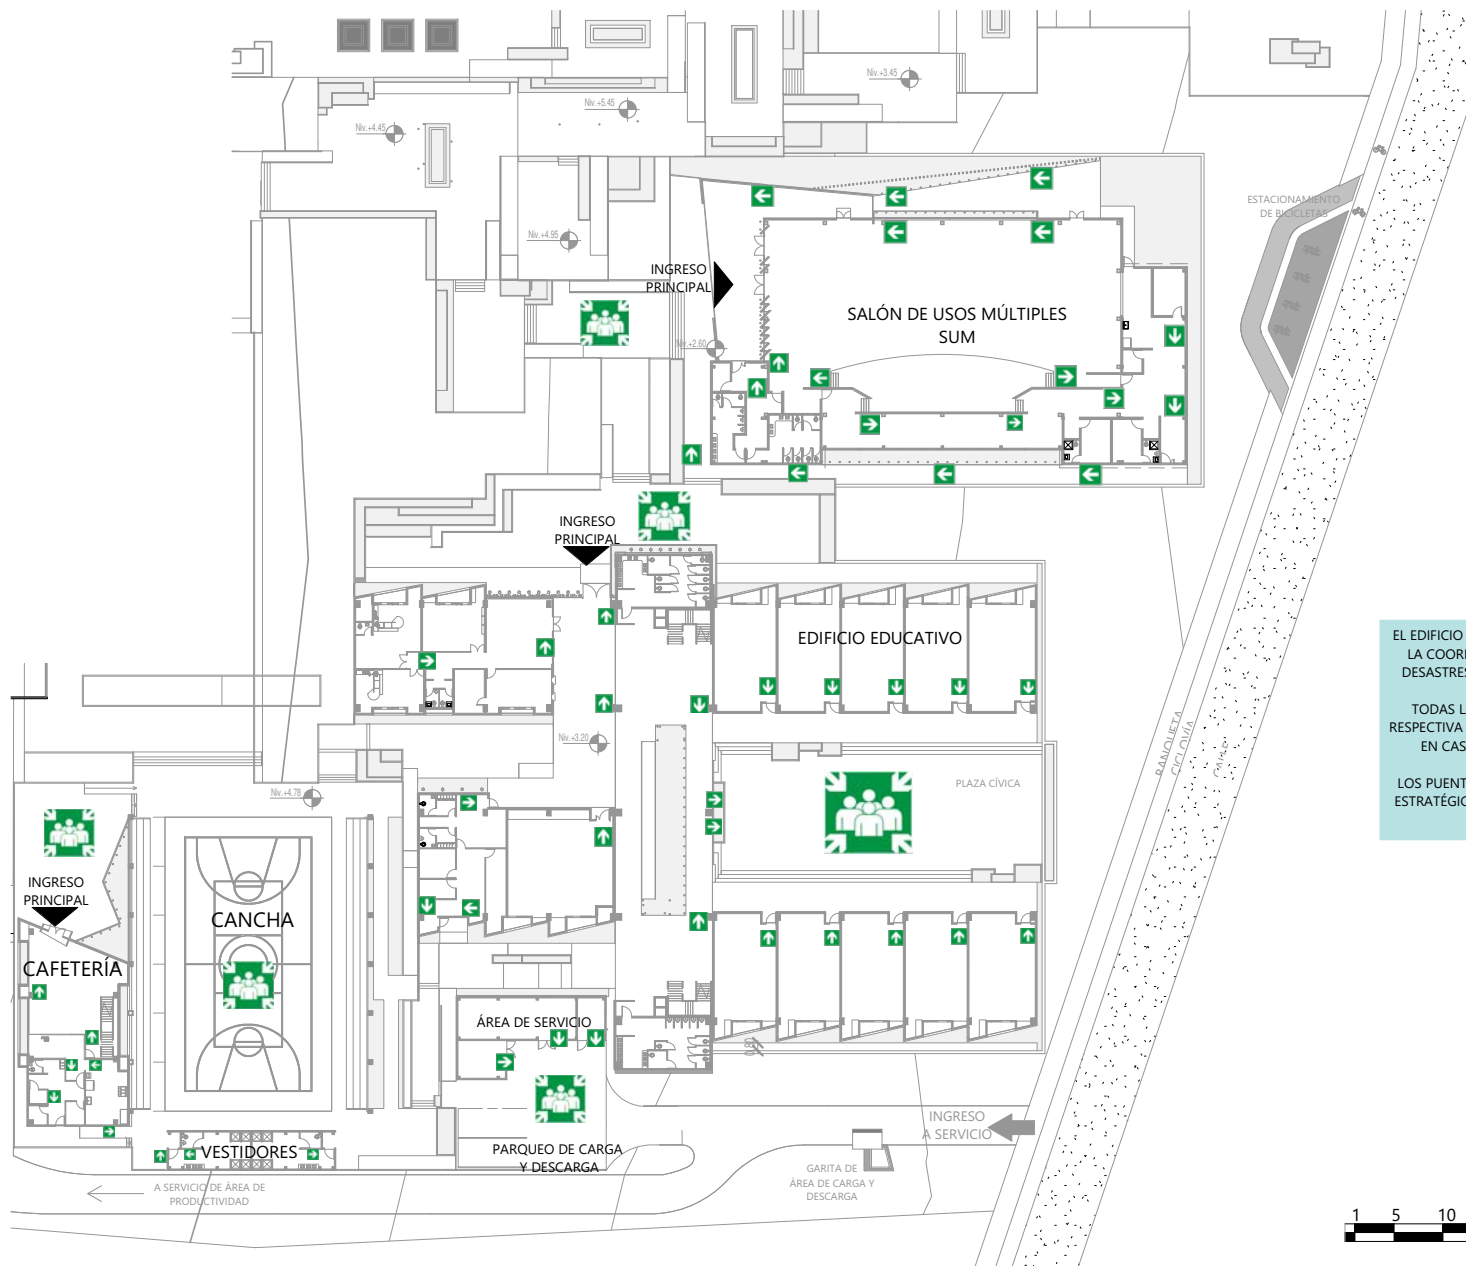 Niv.+3.45
Niv.+5.45
Niv.+4.45
ESTACIONAMIENTO
DE BICICLETAS
Niv.+4.95
INGRESO
PRINCIPAL
SALÓN DE USOS MÚLTIPLES
SUM
Niv.+2.60
INGRESO
PRINCIPAL
EDIFICIO EDUCATIVO
EL EDIFICIO
LA COOR
DESASTRES
TODAS L
RESPECTIVA
EN CAS
LOS PUENT
ESTRATÉGIC
BANQUETA
CICLOVÍA
CALLE
Niv.+3.20
PLAZA CÍVICA
Niv.+4.78
INGRESO
PRINCIPAL
CANCHA
CAFETERÍA
ÁREA DE SERVICIO
0.80
INGRESO
A SERVICIO
VESTIDORES
PARQUEO DE CARGA
Y DESCARGA
GARITA DE
ÁREA DE CARGA Y
DESCARGA
A SERVICIO DE ÁREA DE
PRODUCTIVIDAD
1 5 10